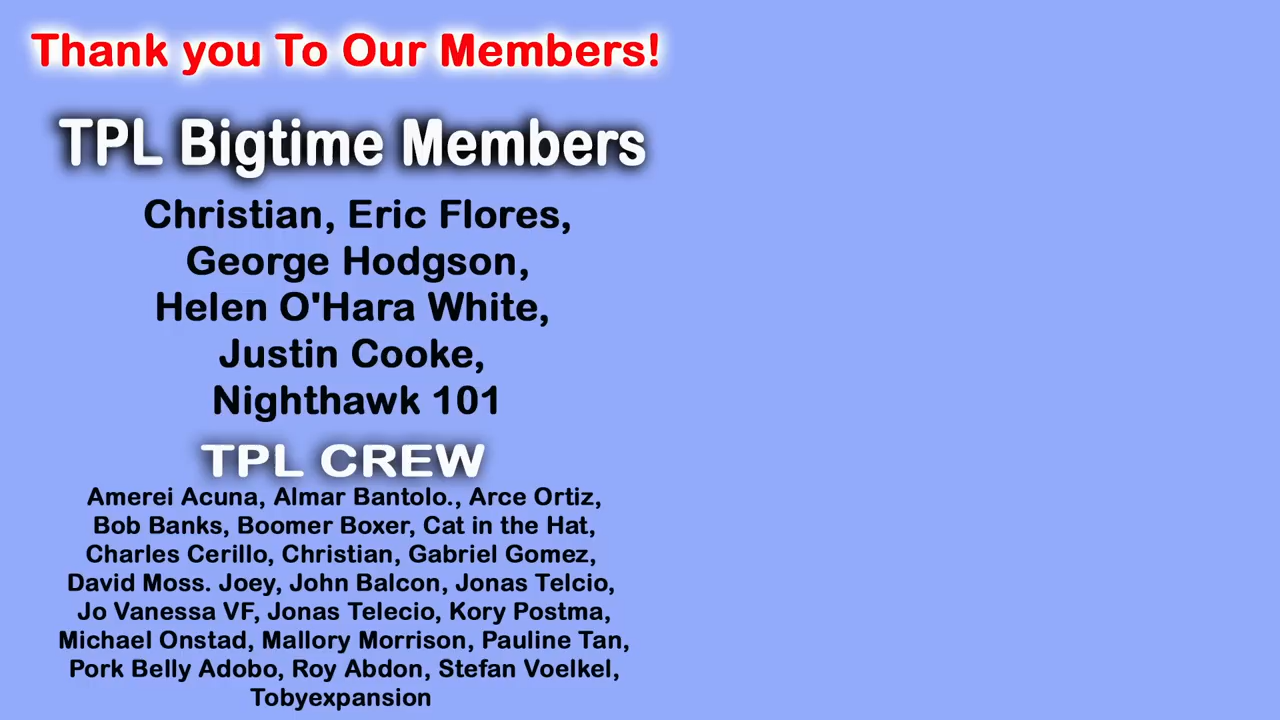 Thank you To Our Members!
TPL Bigtime Members
Christian, Eric Flores,
George Hodgson,
Helen O'Hara White,
Justin Cooke,
Nighthawk 101
TPL CREW
Amerei Acuna, Almar Bantolo., Arce Ortiz,
Bob Banks, Boomer Boxer, Cat in the Hat,
Charles Cerillo, Christian, Gabriel Gomez,
David Moss. Joey, John Balcon, Jonas Telcio,
Jo Vanessa VF, Jonas Telecio, Kory Postma,
Michael Onstad, Mallory Morrison, Pauline Tan,
Pork Belly Adobo, Roy Abdon, Stefan Voelkel,
Tobyexpansion